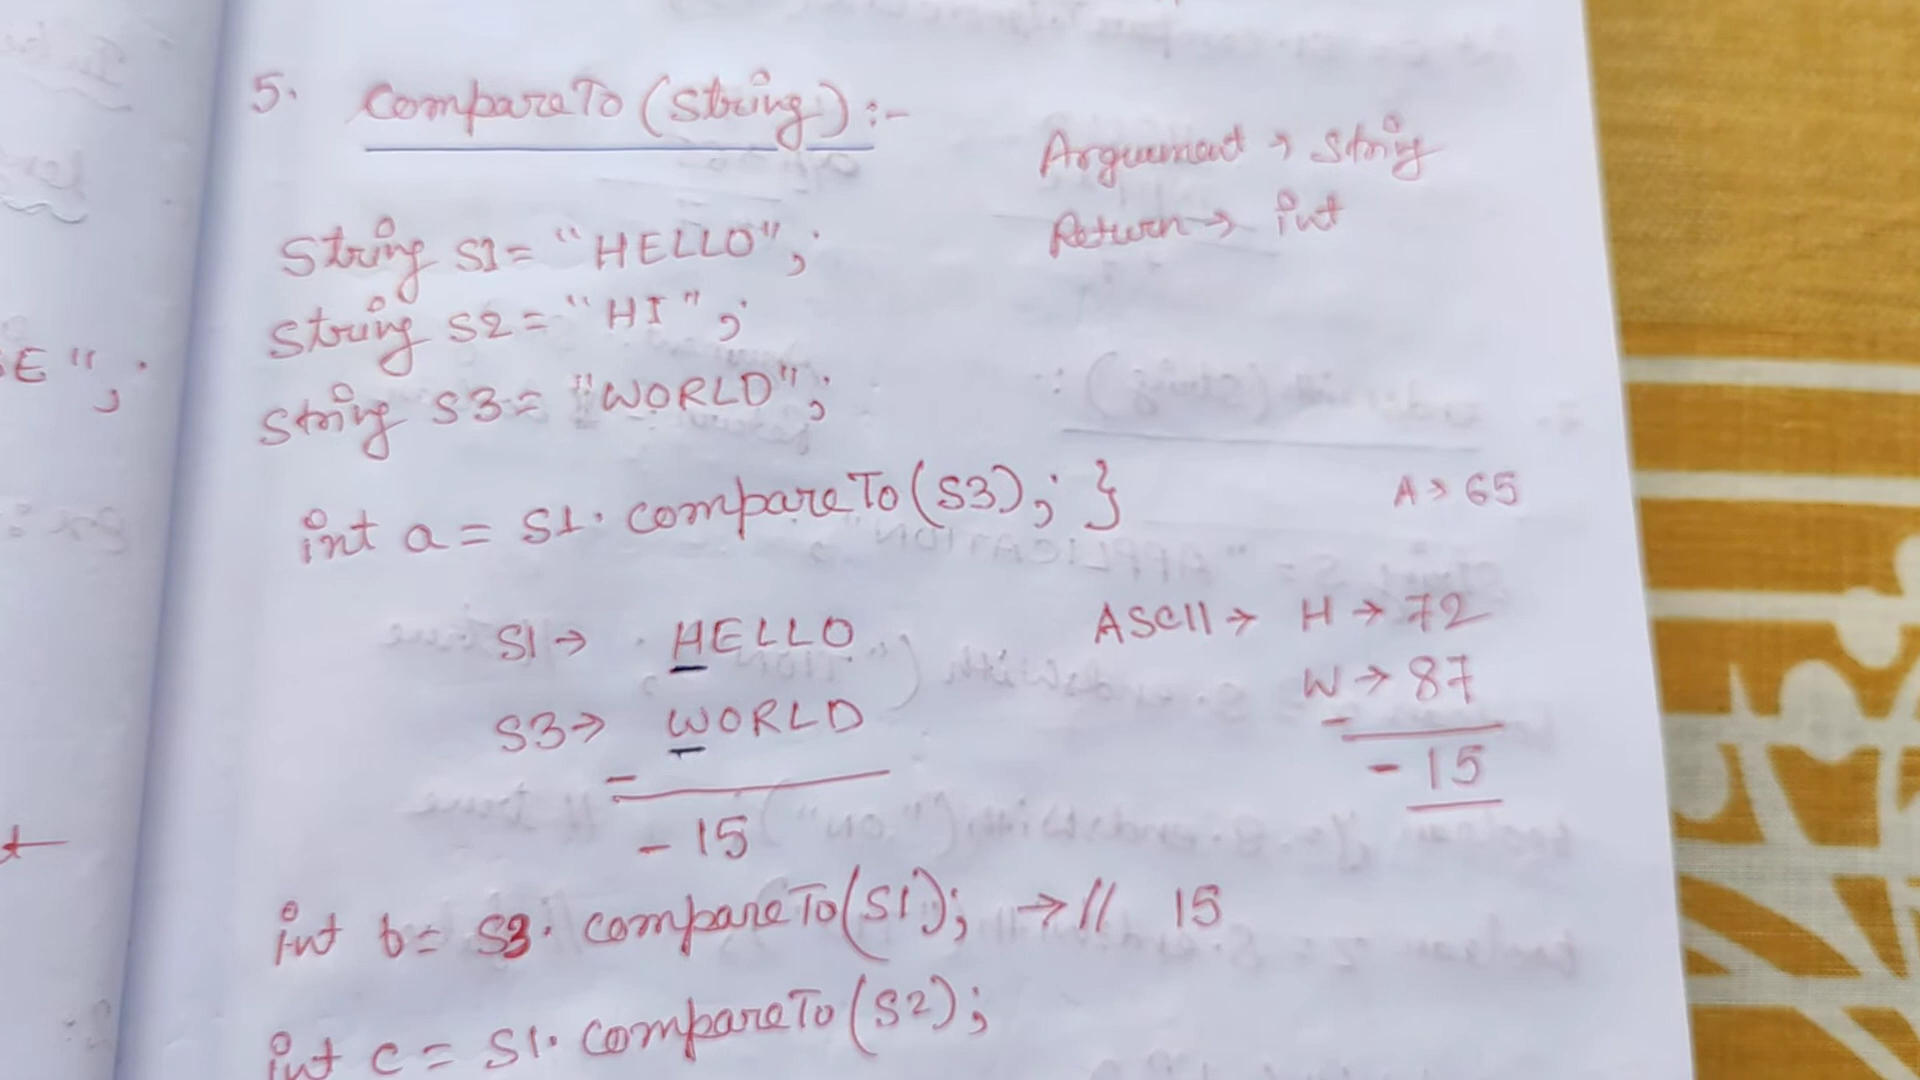 5. CompareTo (String) :-
Argument → String
Return → int
String S1 = "HELLO";
String S2 = "HI";
String S3 = "WORLD";
E";
int a = S1. compareTo(S3); }
A → 65
S1 → HELLO
ASCII → H → 72
S3 → WORLD
W → 87
- 15
- 15
int b = S3. compareTo(S1); → // 15
int c = S1. compareTo(S2);